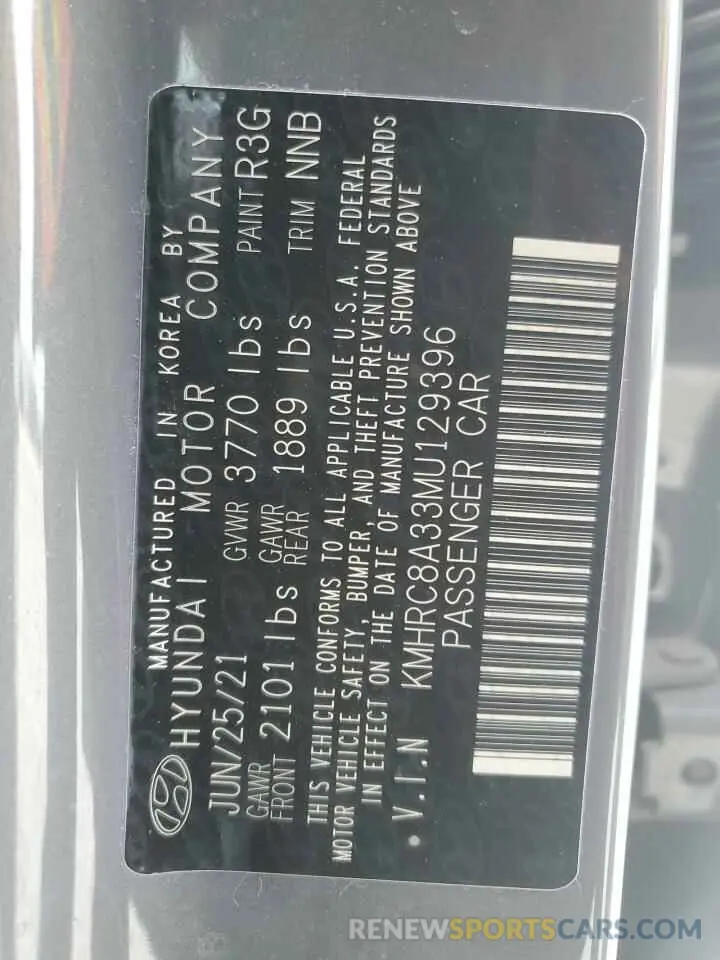 MANUFACTURED IN KOREA BY
HYUNDAI MOTOR COMPANY
JUN/25/21 GVWR 3770 lbs PAINT R3G
GAWR FRONT 2101 lbs GAWR REAR 1889 lbs TRIM NNB
THIS VEHICLE CONFORMS TO ALL APPLICABLE U.S.A. FEDERAL
MOTOR VEHICLE SAFETY, BUMPER, AND THEFT PREVENTION STANDARDS
IN EFFECT ON THE DATE OF MANUFACTURE SHOWN ABOVE
• V.I.N KMHRC8A33MU129396
PASSENGER CAR
RENEWSPORTSCARS.COM